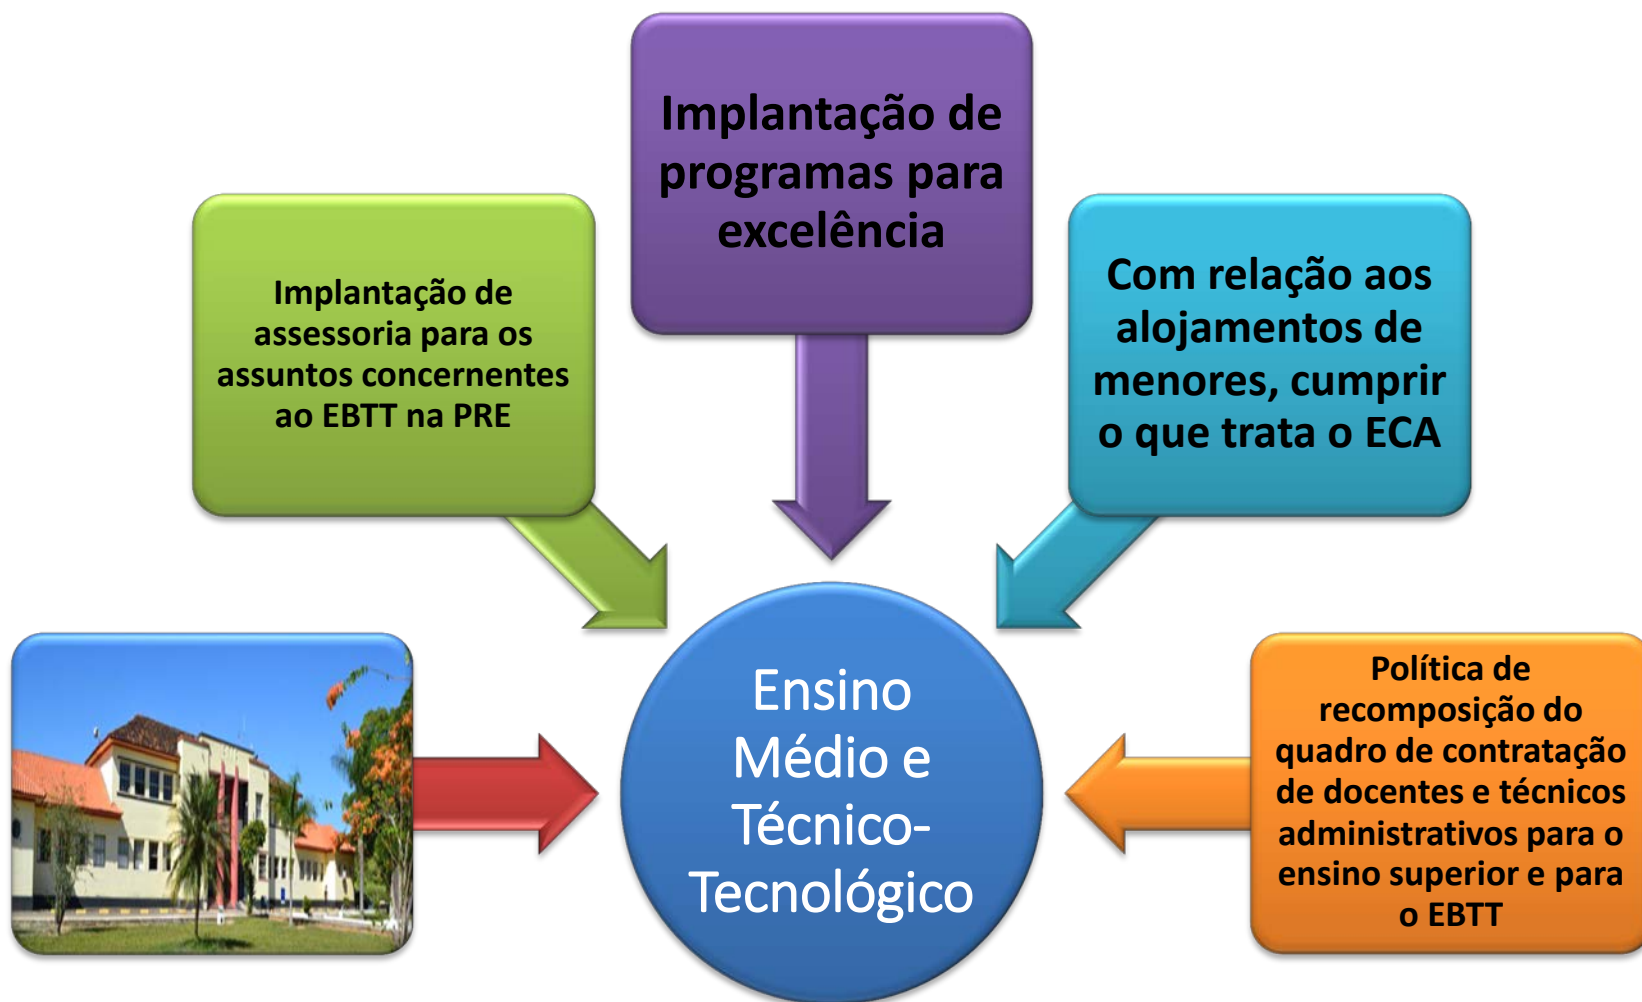 Implantação de
programas para
excelência
Implantação de
assessoria para os
assuntos concernentes
ao EBTT na PRE
Com relação aos
alojamentos de
menores, cumprir
o que trata o ECA
Ensino
Médio e
Técnico-
Tecnológico
Política de
recomposição do
quadro de contratação
de docentes e técnicos
administrativos para o
ensino superior e para
o EBTT